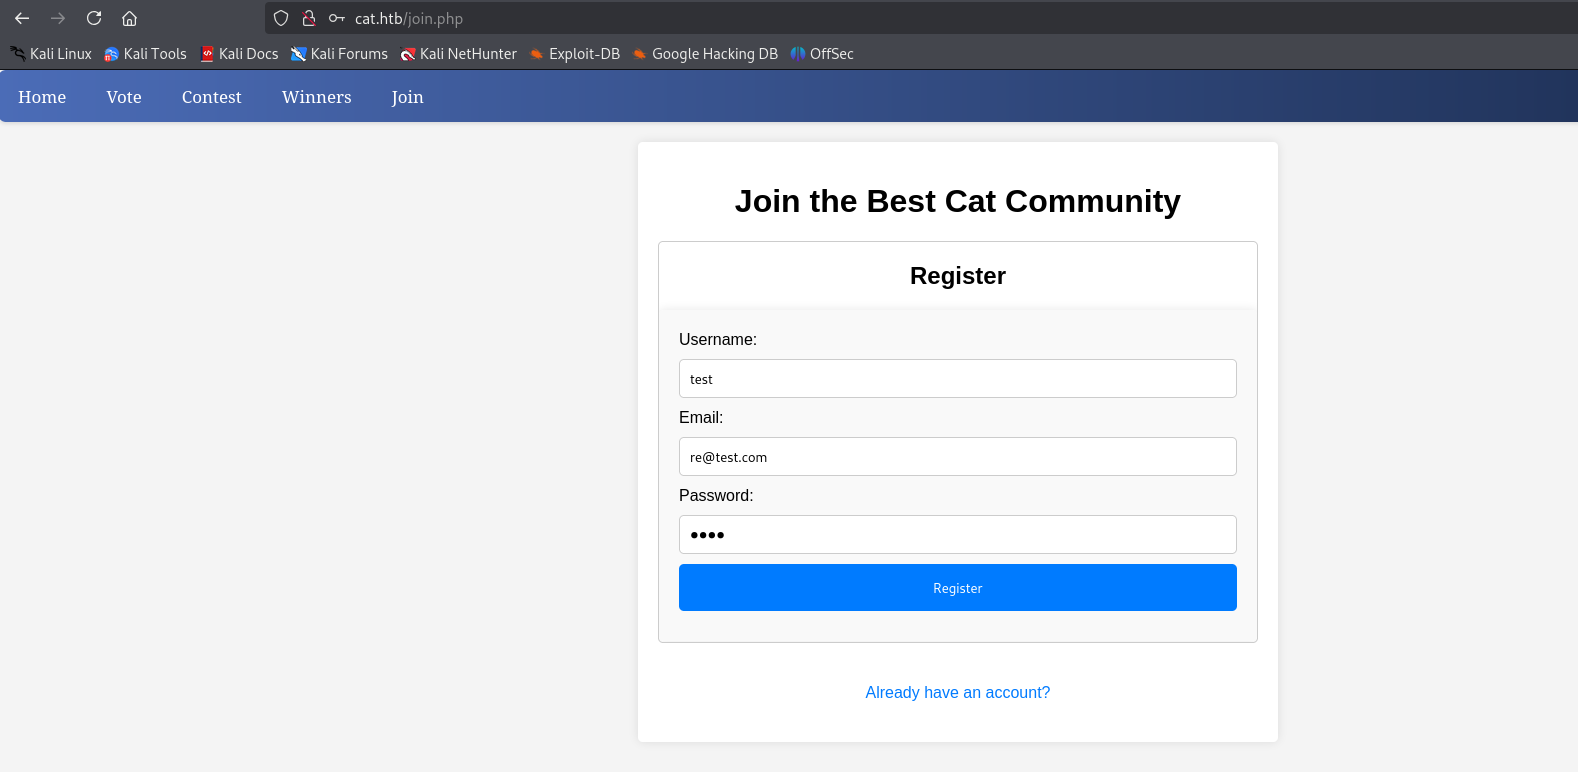 cat.htb/join.php
Kali Linux Kali Tools Kali Docs Kali Forums Kali NetHunter Exploit-DB Google Hacking DB OffSec
Home Vote Contest Winners Join
Join the Best Cat Community
Register
Username:
test
Email:
re@test.com
Password:
••••
Register
Already have an account?